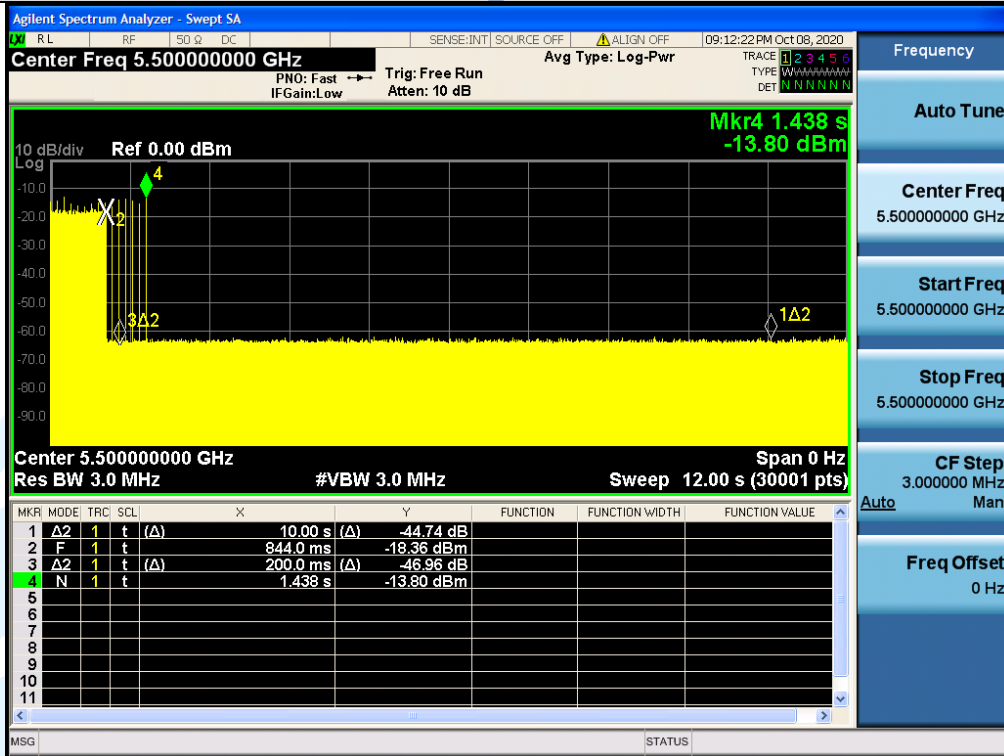 Agilent Spectrum Analyzer - Swept SA
LXI RL RF 50 Ω DC SENSE:INT SOURCE OFF ALIGN OFF 09:12:22 PM Oct 08, 2020
Center Freq 5.500000000 GHz
PNO: Fast
IFGain:Low
Trig: Free Run
Atten: 10 dB
Avg Type: Log-Pwr
TRACE 1 2 3 4 5 6
TYPE WWWWWW
DET N N N N N N
Mkr4 1.438 s
-13.80 dBm
10 dB/div Ref 0.00 dBm
Log
-10.0
-20.0
-30.0
-40.0
-50.0
-60.0
-70.0
-80.0
-90.0
4
2
3Δ2
1Δ2
Center 5.500000000 GHz Span 0 Hz
Res BW 3.0 MHz #VBW 3.0 MHz Sweep 12.00 s (30001 pts)
MKR MODE TRC SCL X Y FUNCTION FUNCTION WIDTH FUNCTION VALUE
1 Δ2 1 t (Δ) 10.00 s (Δ) -44.74 dB
2 F 1 t 844.0 ms -18.36 dBm
3 Δ2 1 t (Δ) 200.0 ms (Δ) -46.96 dB
4 N 1 t 1.438 s -13.80 dBm
5
6
7
8
9
10
11
MSG STATUS
Frequency
Auto Tune
Center Freq
5.500000000 GHz
Start Freq
5.500000000 GHz
Stop Freq
5.500000000 GHz
CF Step
3.000000 MHz
Auto Man
Freq Offset
0 Hz